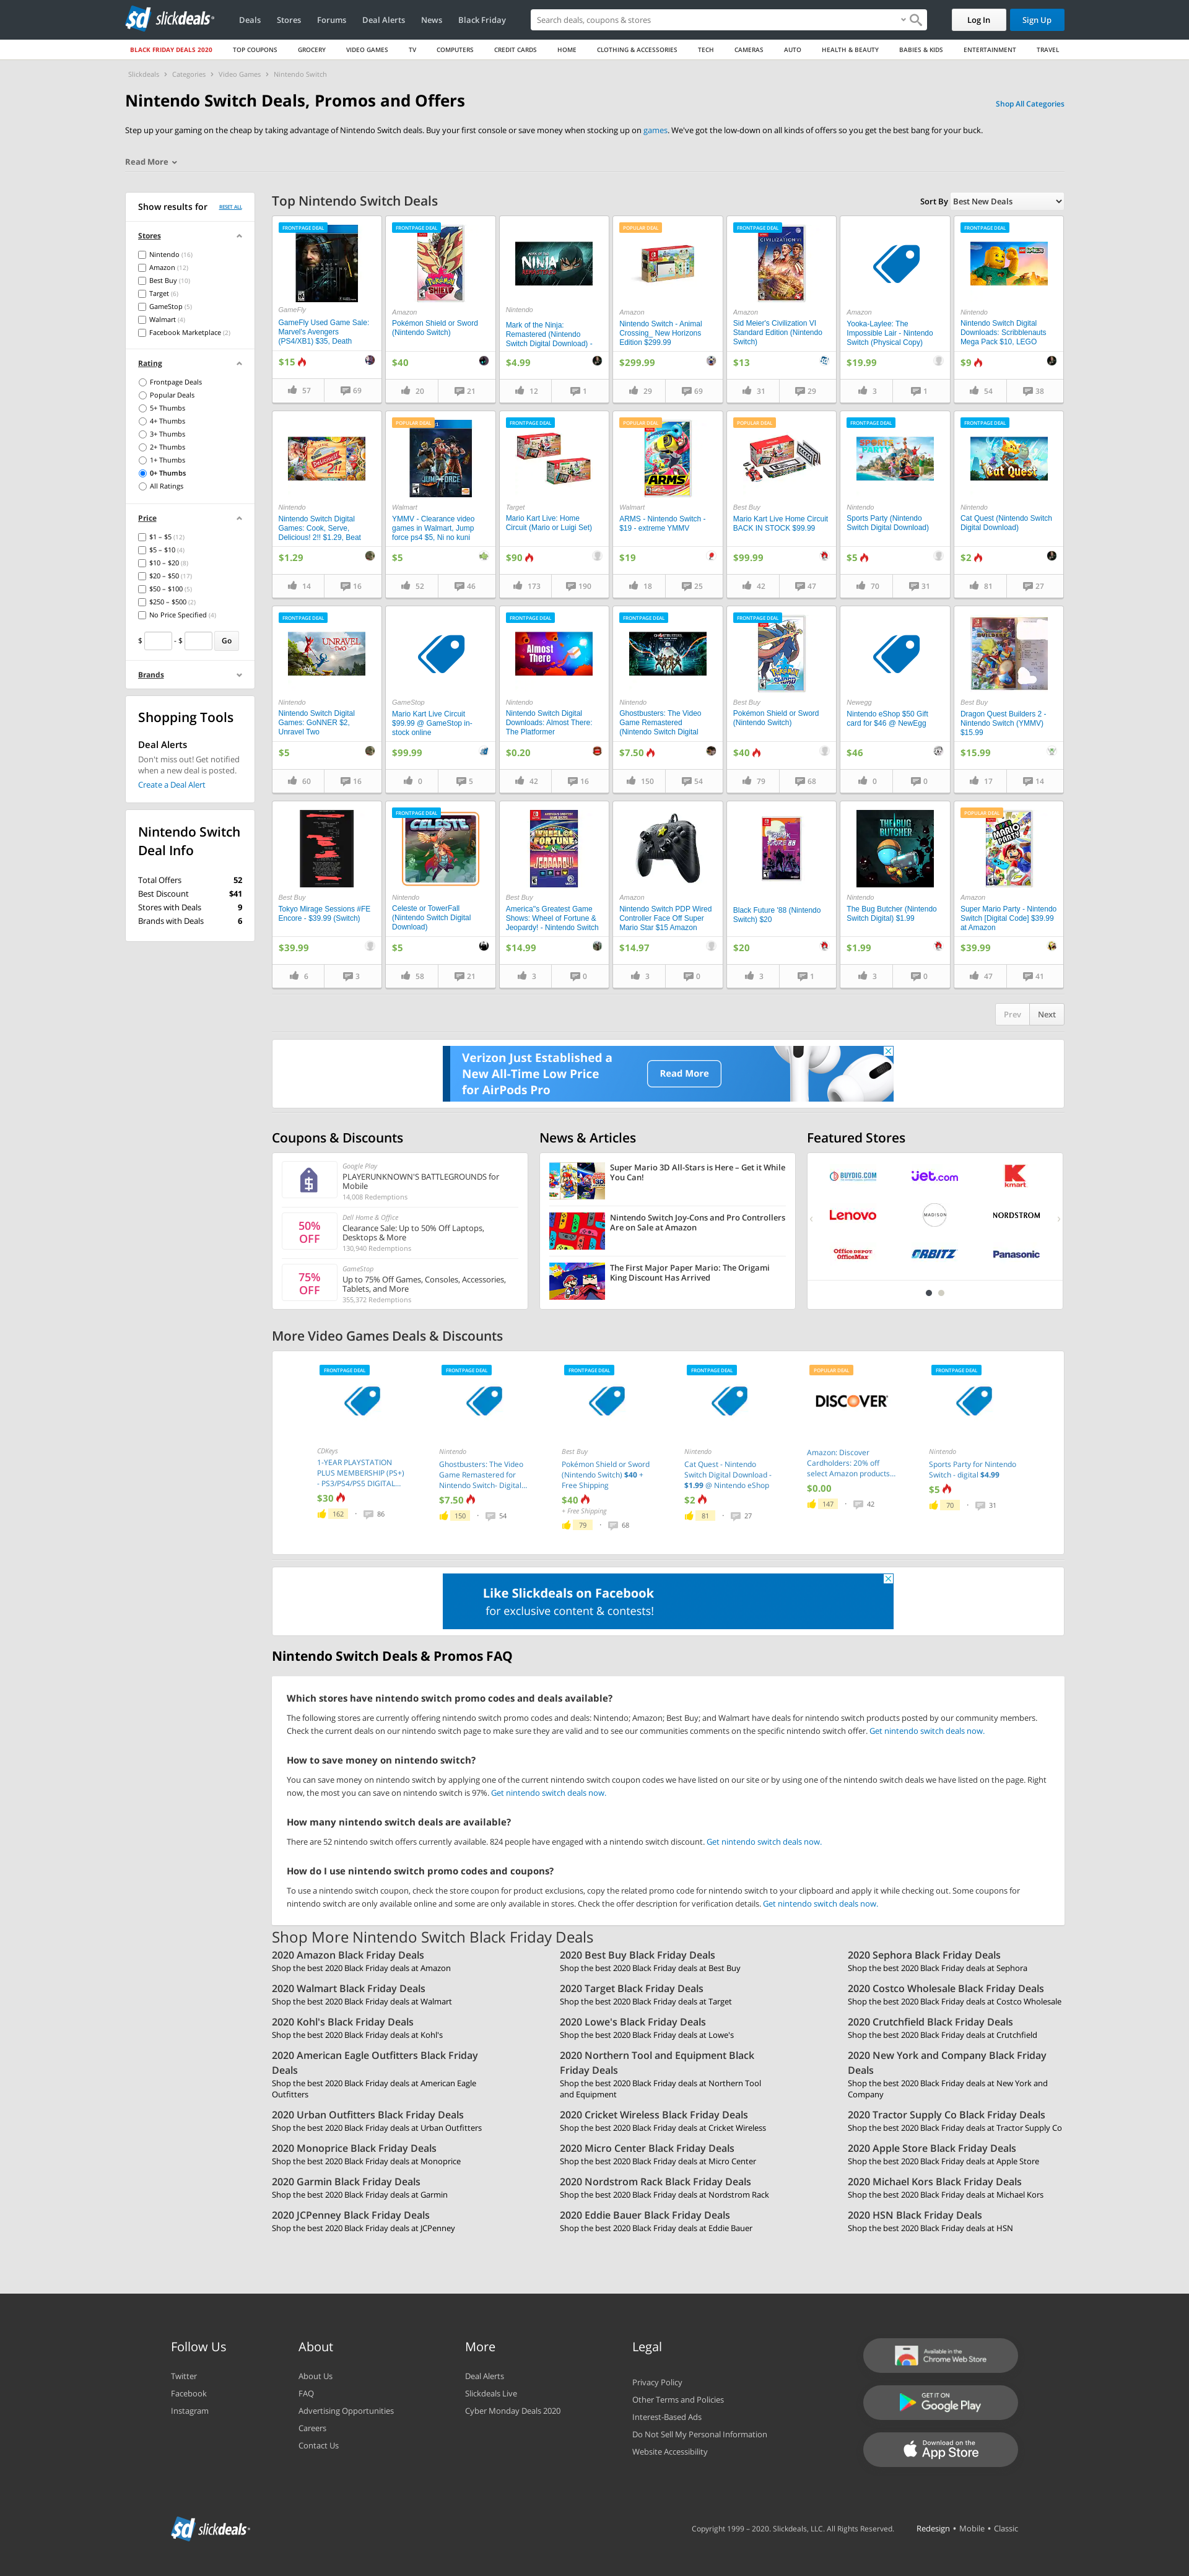 slickdeals
Deals
Stores
Forums
Deal Alerts
News
Black Friday
Search deals, coupons & stores
Log In
Sign Up
BLACK FRIDAY DEALS 2020
TOP COUPONS
GROCERY
VIDEO GAMES
TV
COMPUTERS
CREDIT CARDS
HOME
CLOTHING & ACCESSORIES
TECH
CAMERAS
AUTO
HEALTH & BEAUTY
BABIES & KIDS
ENTERTAINMENT
TRAVEL
Slickdeals › Categories › Video Games › Nintendo Switch
Nintendo Switch Deals, Promos and Offers
Shop All Categories
Step up your gaming on the cheap by taking advantage of Nintendo Switch deals. Buy your first console or save money when stocking up on games. We've got the low-down on all kinds of offers so you get the best bang for your buck.
Read More
Show results for
RESET ALL
Stores
Nintendo (16)
Amazon (12)
Best Buy (10)
Target (6)
GameStop (5)
Walmart (4)
Facebook Marketplace (2)
Rating
Frontpage Deals
Popular Deals
5+ Thumbs
4+ Thumbs
3+ Thumbs
2+ Thumbs
1+ Thumbs
0+ Thumbs
All Ratings
Price
$1 – $5 (12)
$5 – $10 (4)
$10 – $20 (8)
$20 – $50 (17)
$50 – $100 (5)
$250 – $500 (2)
No Price Specified (4)
$ - $ Go
Brands
Shopping Tools
Deal Alerts
Don't miss out! Get notified
when a new deal is posted.
Create a Deal Alert
Nintendo Switch
Deal Info
Total Offers 52
Best Discount $41
Stores with Deals 9
Brands with Deals 6
Top Nintendo Switch Deals
Sort By Best New Deals
FRONTPAGE DEAL
GameFly
GameFly Used Game Sale:
Marvel's Avengers
(PS4/XB1) $35, Death
$15
57
69
FRONTPAGE DEAL
Amazon
Pokémon Shield or Sword
(Nintendo Switch)
$40
20
21
NINJA
Nintendo
Mark of the Ninja:
Remastered (Nintendo
Switch Digital Download) -
$4.99
12
1
POPULAR DEAL
Amazon
Nintendo Switch - Animal
Crossing_ New Horizons
Edition $299.99
$299.99
29
69
FRONTPAGE DEAL
CIVILIZATION
Amazon
Sid Meier's Civilization VI
Standard Edition (Nintendo
Switch)
$13
31
29
Amazon
Yooka-Laylee: The
Impossible Lair - Nintendo
Switch (Physical Copy)
$19.99
3
1
FRONTPAGE DEAL
Nintendo
Nintendo Switch Digital
Downloads: Scribblenauts
Mega Pack $10, LEGO
$9
54
38
Nintendo
Nintendo Switch Digital
Games: Cook, Serve,
Delicious! 2!! $1.29, Beat
$1.29
14
16
POPULAR DEAL
JUMP FORCE
Walmart
YMMV - Clearance video
games in Walmart, Jump
force ps4 $5, Ni no kuni
$5
52
46
FRONTPAGE DEAL
Target
Mario Kart Live: Home
Circuit (Mario or Luigi Set)
$90
173
190
POPULAR DEAL
ARMS
Walmart
ARMS - Nintendo Switch -
$19 - extreme YMMV
$19
18
25
POPULAR DEAL
Best Buy
Mario Kart Live Home Circuit
BACK IN STOCK $99.99
$99.99
42
47
FRONTPAGE DEAL
SPORTS PARTY
Nintendo
Sports Party (Nintendo
Switch Digital Download)
$5
70
31
FRONTPAGE DEAL
Cat Quest
Nintendo
Cat Quest (Nintendo Switch
Digital Download)
$2
81
27
FRONTPAGE DEAL
UNRAVEL TWO
Nintendo
Nintendo Switch Digital
Games: GoNNER $2,
Unravel Two
$5
60
16
GameStop
Mario Kart Live Circuit
$99.99 @ GameStop in-
stock online
$99.99
0
5
FRONTPAGE DEAL
Almost There
Nintendo
Nintendo Switch Digital
Downloads: Almost There:
The Platformer
$0.20
42
16
FRONTPAGE DEAL
Nintendo
Ghostbusters: The Video
Game Remastered
(Nintendo Switch Digital
$7.50
150
54
FRONTPAGE DEAL
Best Buy
Pokémon Shield or Sword
(Nintendo Switch)
$40
79
68
Newegg
Nintendo eShop $50 Gift
card for $46 @ NewEgg
$46
0
0
Best Buy
Dragon Quest Builders 2 -
Nintendo Switch (YMMV)
$15.99
$15.99
17
14
Best Buy
Tokyo Mirage Sessions #FE
Encore - $39.99 (Switch)
$39.99
6
3
FRONTPAGE DEAL
CELESTE
Nintendo
Celeste or TowerFall
(Nintendo Switch Digital
Download)
$5
58
21
WHEEL OF FORTUNE
JEOPARDY!
Best Buy
America"s Greatest Game
Shows: Wheel of Fortune &
Jeopardy! - Nintendo Switch
$14.99
3
0
Amazon
Nintendo Switch PDP Wired
Controller Face Off Super
Mario Star $15 Amazon
$14.97
3
0
Black Future '88 (Nintendo
Switch) $20
$20
3
1
THE BUG BUTCHER
Nintendo
The Bug Butcher (Nintendo
Switch Digital) $1.99
$1.99
3
0
POPULAR DEAL
MARIO PARTY
Amazon
Super Mario Party - Nintendo
Switch [Digital Code] $39.99
at Amazon
$39.99
47
41
Prev
Next
Verizon Just Established a
New All-Time Low Price
for AirPods Pro
Read More
Coupons & Discounts
Google Play
PLAYERUNKNOWN'S BATTLEGROUNDS for
Mobile
14,008 Redemptions
50%
OFF
Dell Home & Office
Clearance Sale: Up to 50% Off Laptops,
Desktops & More
130,940 Redemptions
75%
OFF
GameStop
Up to 75% Off Games, Consoles, Accessories,
Tablets, and More
355,372 Redemptions
News & Articles
Super Mario 3D All-Stars is Here – Get it While
You Can!
Nintendo Switch Joy-Cons and Pro Controllers
Are on Sale at Amazon
The First Major Paper Mario: The Origami
King Discount Has Arrived
Featured Stores
BUYDIG.COM
Jet.com
kmart
Lenovo
MADISON
NORDSTROM
Office DEPOT
OfficeMax
ORBITZ
Panasonic
More Video Games Deals & Discounts
FRONTPAGE DEAL
CDKeys
1-YEAR PLAYSTATION
PLUS MEMBERSHIP (PS+)
- PS3/PS4/PS5 DIGITAL...
$30
162
86
FRONTPAGE DEAL
Nintendo
Ghostbusters: The Video
Game Remastered for
Nintendo Switch- Digital...
$7.50
150
54
FRONTPAGE DEAL
Best Buy
Pokémon Shield or Sword
(Nintendo Switch) $40 +
Free Shipping
$40
+ Free Shipping
79
68
FRONTPAGE DEAL
Nintendo
Cat Quest - Nintendo
Switch Digital Download -
$1.99 @ Nintendo eShop
$2
81
27
POPULAR DEAL
DISCOVER
Amazon: Discover
Cardholders: 20% off
select Amazon products...
$0.00
147
42
FRONTPAGE DEAL
Nintendo
Sports Party for Nintendo
Switch - digital $4.99
$5
70
31
Like Slickdeals on Facebook
for exclusive content & contests!
Nintendo Switch Deals & Promos FAQ
Which stores have nintendo switch promo codes and deals available?
The following stores are currently offering nintendo switch promo codes and deals: Nintendo; Amazon; Best Buy; and Walmart have deals for nintendo switch products posted by our community members.
Check the current deals on our nintendo switch page to make sure they are valid and to see our communities comments on the specific nintendo switch offer. Get nintendo switch deals now.
How to save money on nintendo switch?
You can save money on nintendo switch by applying one of the current nintendo switch coupon codes we have listed on our site or by using one of the nintendo switch deals we have listed on the page. Right
now, the most you can save on nintendo switch is 97%. Get nintendo switch deals now.
How many nintendo switch deals are available?
There are 52 nintendo switch offers currently available. 824 people have engaged with a nintendo switch discount. Get nintendo switch deals now.
How do I use nintendo switch promo codes and coupons?
To use a nintendo switch coupon, check the store coupon for product exclusions, copy the related promo code for nintendo switch to your clipboard and apply it while checking out. Some coupons for
nintendo switch are only available online and some are only available in stores. Check the offer description for verification details. Get nintendo switch deals now.
Shop More Nintendo Switch Black Friday Deals
2020 Amazon Black Friday Deals
Shop the best 2020 Black Friday deals at Amazon
2020 Best Buy Black Friday Deals
Shop the best 2020 Black Friday deals at Best Buy
2020 Sephora Black Friday Deals
Shop the best 2020 Black Friday deals at Sephora
2020 Walmart Black Friday Deals
Shop the best 2020 Black Friday deals at Walmart
2020 Target Black Friday Deals
Shop the best 2020 Black Friday deals at Target
2020 Costco Wholesale Black Friday Deals
Shop the best 2020 Black Friday deals at Costco Wholesale
2020 Kohl's Black Friday Deals
Shop the best 2020 Black Friday deals at Kohl's
2020 Lowe's Black Friday Deals
Shop the best 2020 Black Friday deals at Lowe's
2020 Crutchfield Black Friday Deals
Shop the best 2020 Black Friday deals at Crutchfield
2020 American Eagle Outfitters Black Friday
Deals
Shop the best 2020 Black Friday deals at American Eagle
Outfitters
2020 Northern Tool and Equipment Black
Friday Deals
Shop the best 2020 Black Friday deals at Northern Tool
and Equipment
2020 New York and Company Black Friday
Deals
Shop the best 2020 Black Friday deals at New York and
Company
2020 Urban Outfitters Black Friday Deals
Shop the best 2020 Black Friday deals at Urban Outfitters
2020 Cricket Wireless Black Friday Deals
Shop the best 2020 Black Friday deals at Cricket Wireless
2020 Tractor Supply Co Black Friday Deals
Shop the best 2020 Black Friday deals at Tractor Supply Co
2020 Monoprice Black Friday Deals
Shop the best 2020 Black Friday deals at Monoprice
2020 Micro Center Black Friday Deals
Shop the best 2020 Black Friday deals at Micro Center
2020 Apple Store Black Friday Deals
Shop the best 2020 Black Friday deals at Apple Store
2020 Garmin Black Friday Deals
Shop the best 2020 Black Friday deals at Garmin
2020 Nordstrom Rack Black Friday Deals
Shop the best 2020 Black Friday deals at Nordstrom Rack
2020 Michael Kors Black Friday Deals
Shop the best 2020 Black Friday deals at Michael Kors
2020 JCPenney Black Friday Deals
Shop the best 2020 Black Friday deals at JCPenney
2020 Eddie Bauer Black Friday Deals
Shop the best 2020 Black Friday deals at Eddie Bauer
2020 HSN Black Friday Deals
Shop the best 2020 Black Friday deals at HSN
Follow Us
Twitter
Facebook
Instagram
About
About Us
FAQ
Advertising Opportunities
Careers
Contact Us
More
Deal Alerts
Slickdeals Live
Cyber Monday Deals 2020
Legal
Privacy Policy
Other Terms and Policies
Interest-Based Ads
Do Not Sell My Personal Information
Website Accessibility
Available in the
Chrome Web Store
GET IT ON
Google Play
Download on the
App Store
slickdeals
Copyright 1999 – 2020. Slickdeals, LLC. All Rights Reserved.
Redesign • Mobile • Classic